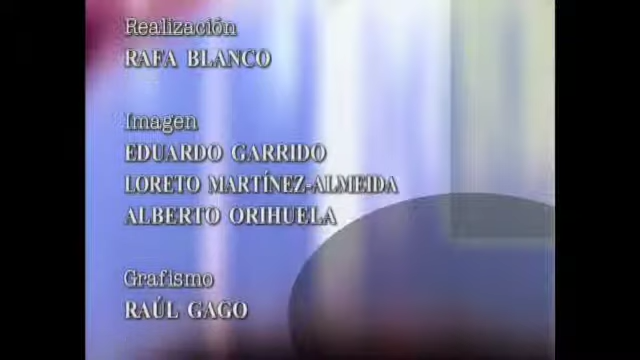 Realización
RAFA BLANCO
Imagen
EDUARDO GARRIDO
LORETO MARTÍNEZ-ALMEIDA
ALBERTO ORIHUELA
Grafismo
RAÚL GAGO